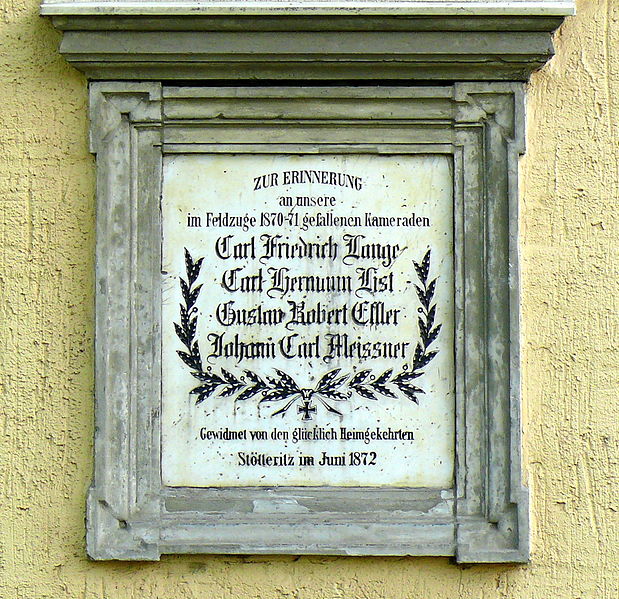 ZUR ERINNERUNG
an unsere
im Feldzuge 1870-71 gefallenen Kameraden
Carl Friedrich Lange
Carl Hermann List
Gustav Robert Eßler
Johann Carl Meissner
Gewidmet von den glücklich Heimgekehrten
Stötteritz im Juni 1872